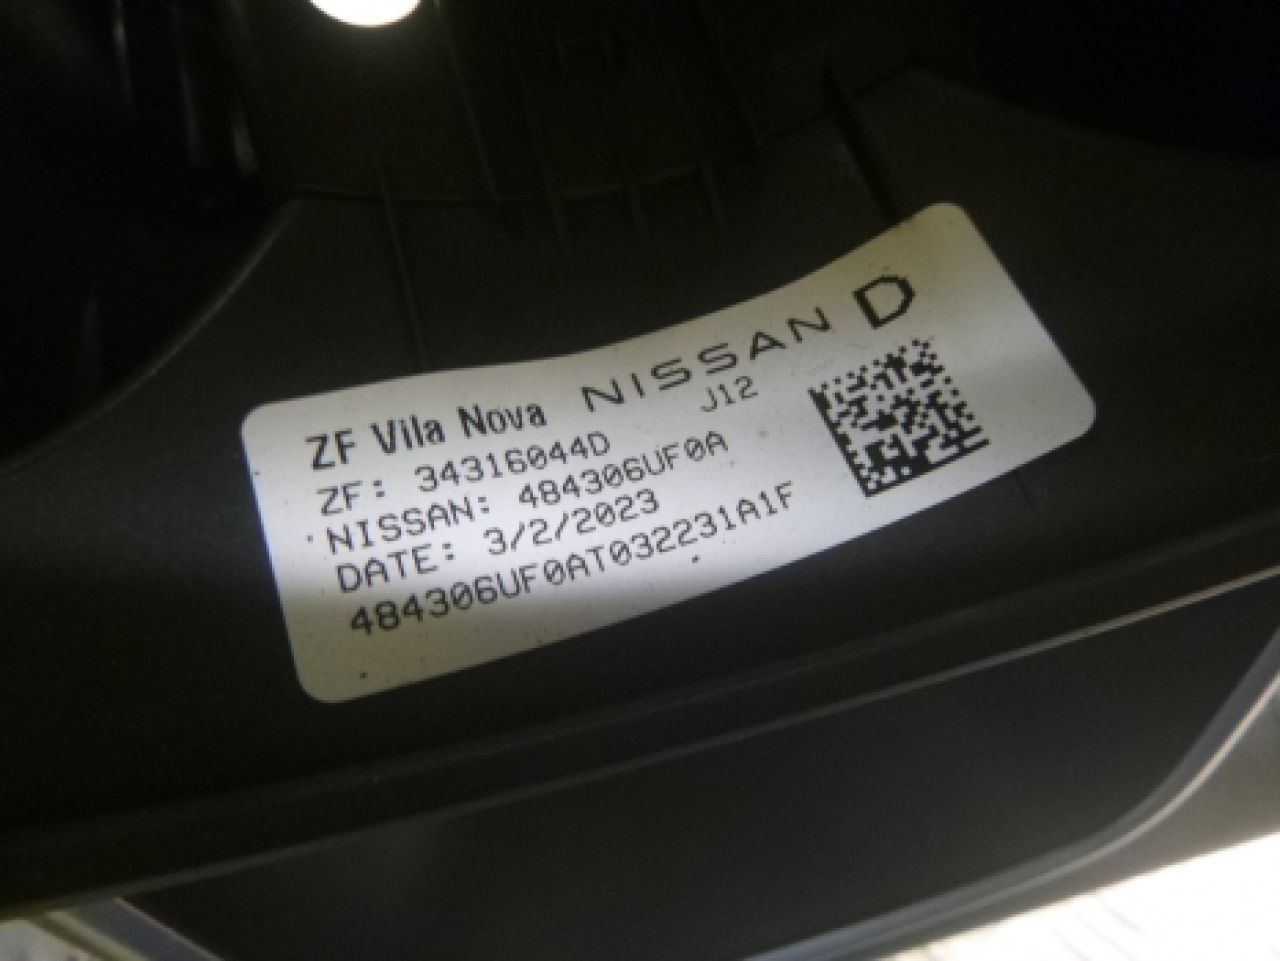 NISSAN D
ZF Vila Nova
J12
ZF: 34316044D
NISSAN: 484306UF0A
DATE: 3/2/2023
484306UF0AT032231A1F